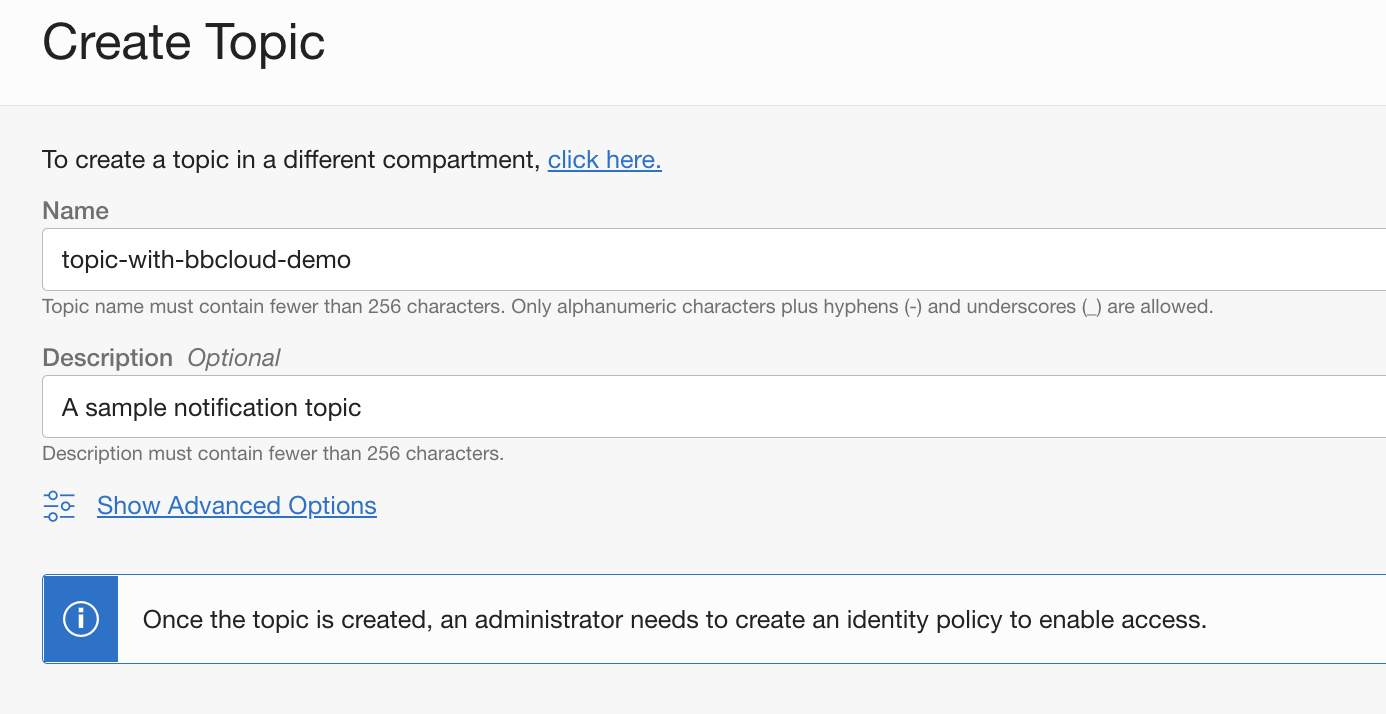 Create Topic
To create a topic in a different compartment, click here.
Name
topic-with-bbcloud-demo
Topic name must contain fewer than 256 characters. Only alphanumeric characters plus hyphens (-) and underscores (_) are allowed.
Description Optional
A sample notification topic
Description must contain fewer than 256 characters.
Show Advanced Options
Once the topic is created, an administrator needs to create an identity policy to enable access.